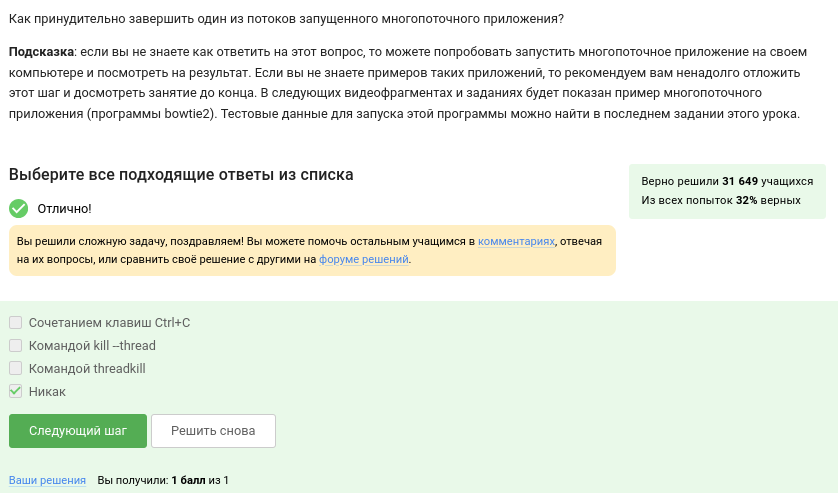 Как принудительно завершить один из потоков запущенного многопоточного приложения?
Подсказка: если вы не знаете как ответить на этот вопрос, то можете попробовать запустить многопоточное приложение на своем
компьютере и посмотреть на результат. Если вы не знаете примеров таких приложений, то рекомендуем вам ненадолго отложить
этот шаг и досмотреть занятие до конца. В следующих видеофрагментах и заданиях будет показан пример многопоточного
приложения (программы bowtie2). Тестовые данные для запуска этой программы можно найти в последнем задании этого урока.
Выберите все подходящие ответы из списка
Верно решили 31 649 учащихся
Из всех попыток 32% верных
Отлично!
Вы решили сложную задачу, поздравляем! Вы можете помочь остальным учащимся в комментариях, отвечая
на их вопросы, или сравнить своё решение с другими на форуме решений.
Сочетанием клавиш Ctrl+C
Командой kill --thread
Командой threadkill
Никак
Следующий шаг
Решить снова
Ваши решения Вы получили: 1 балл из 1